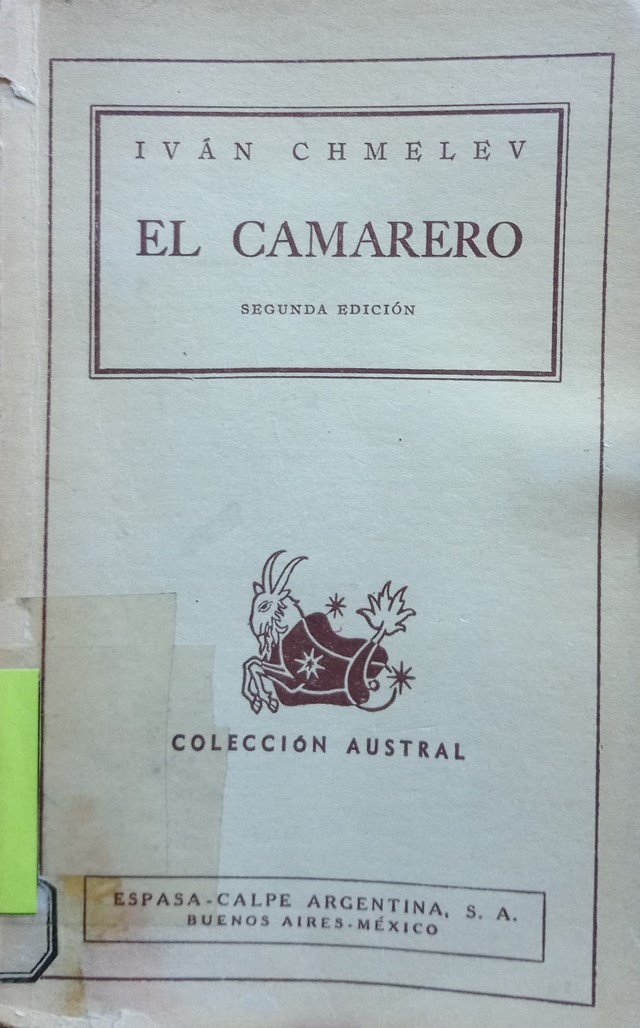 IVÁN CHMELEV
EL CAMARERO
SEGUNDA EDICIÓN
COLECCIÓN AUSTRAL
ESPASA-CALPE ARGENTINA, S. A.
BUENOS AIRES-MÉXICO